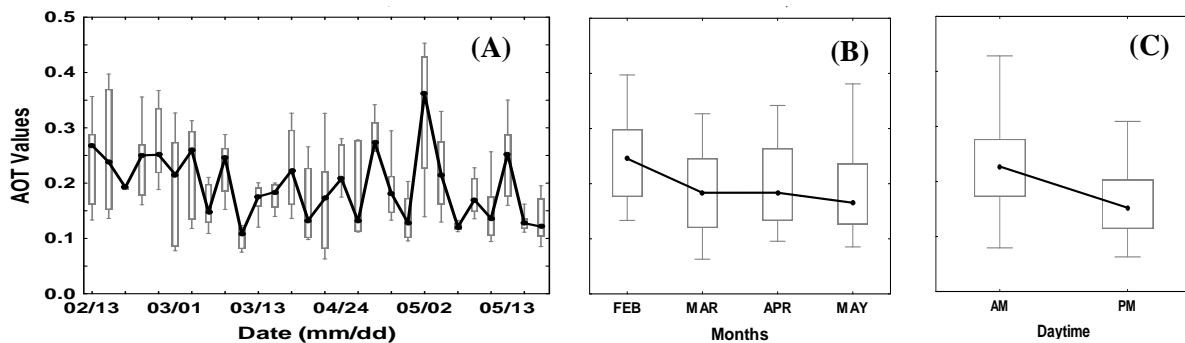 (A)
0.5
0.4
0.3
0.2
0.1
0.0
AOT Values
02/13 03/01 03/13 04/24 05/02 05/13
Date (mm/dd)
(B)
FEB MAR APR MAY
Months
(C)
AM PM
Daytime